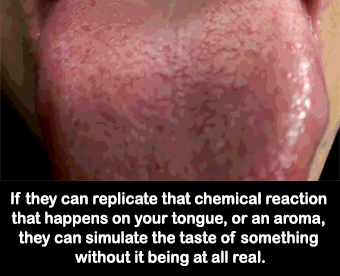 If they can replicate that chemical reaction
that happens on your tongue, or an aroma,
they can simulate the taste of something
without it being at all real.